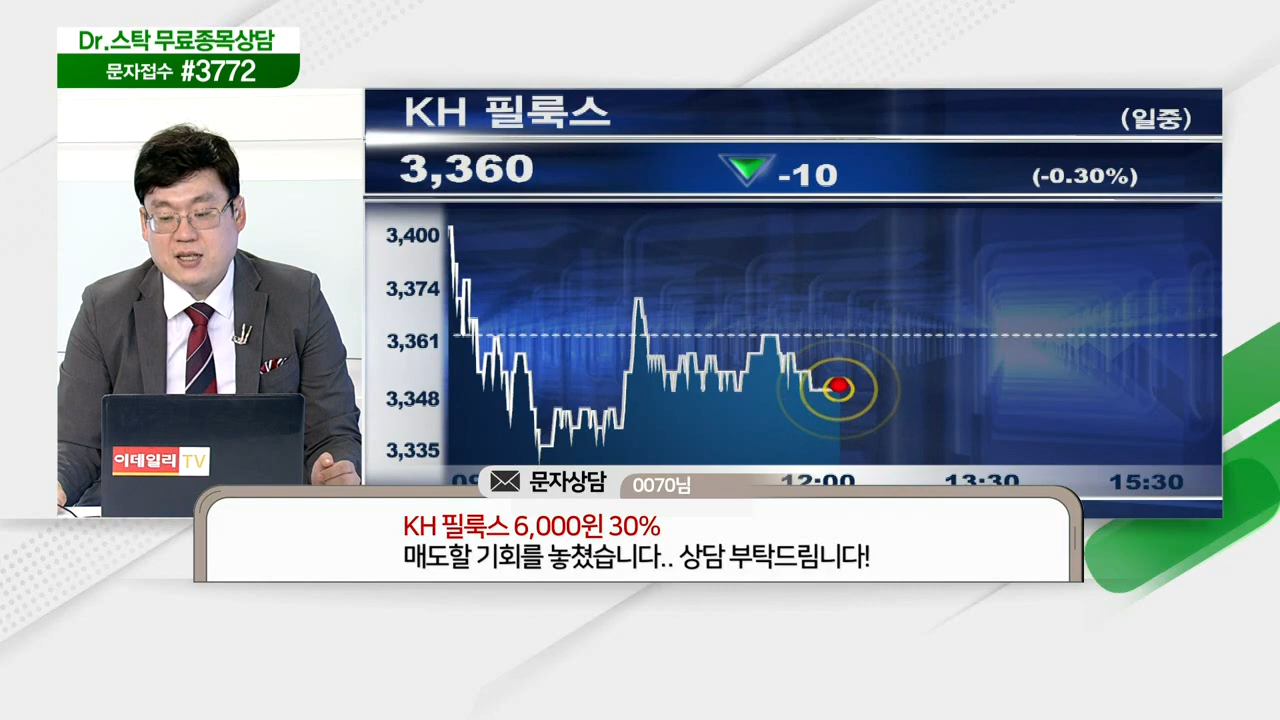 Dr.스탁 무료종목상담
문자접수 #3772
KH 필룩스
(일중)
3,360
-10
(-0.30%)
3,400
3,374
3,361
3,348
3,335
09
12:00
13:30
15:30
이데일리 TV
문자상담
0070님
KH 필룩스 6,000원 30%
매도할 기회를 놓쳤습니다.. 상담 부탁드림니다!